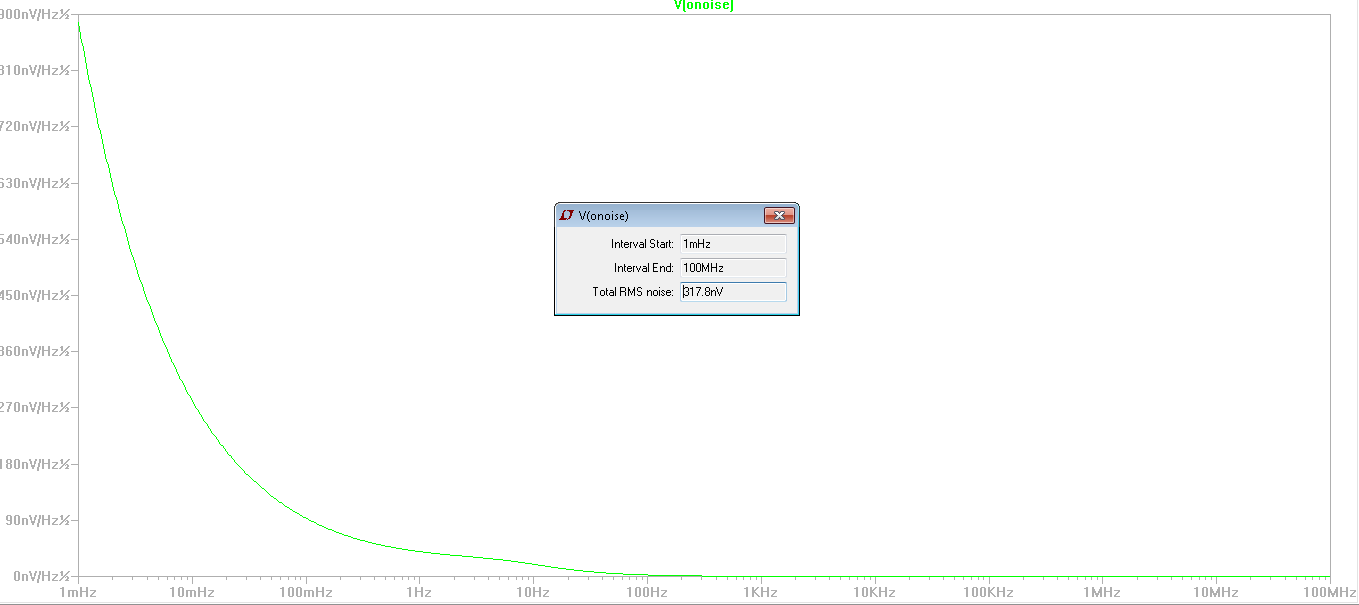 V(onoise)
900nV/Hz½
810nV/Hz½
720nV/Hz½
630nV/Hz½
540nV/Hz½
450nV/Hz½
360nV/Hz½
270nV/Hz½
180nV/Hz½
90nV/Hz½
0nV/Hz½
V(onoise)
Interval Start: 1mHz
Interval End: 100MHz
Total RMS noise: 317.8nV
1mHz 10mHz 100mHz 1Hz 10Hz 100Hz 1KHz 10KHz 100KHz 1MHz 10MHz 100MHz